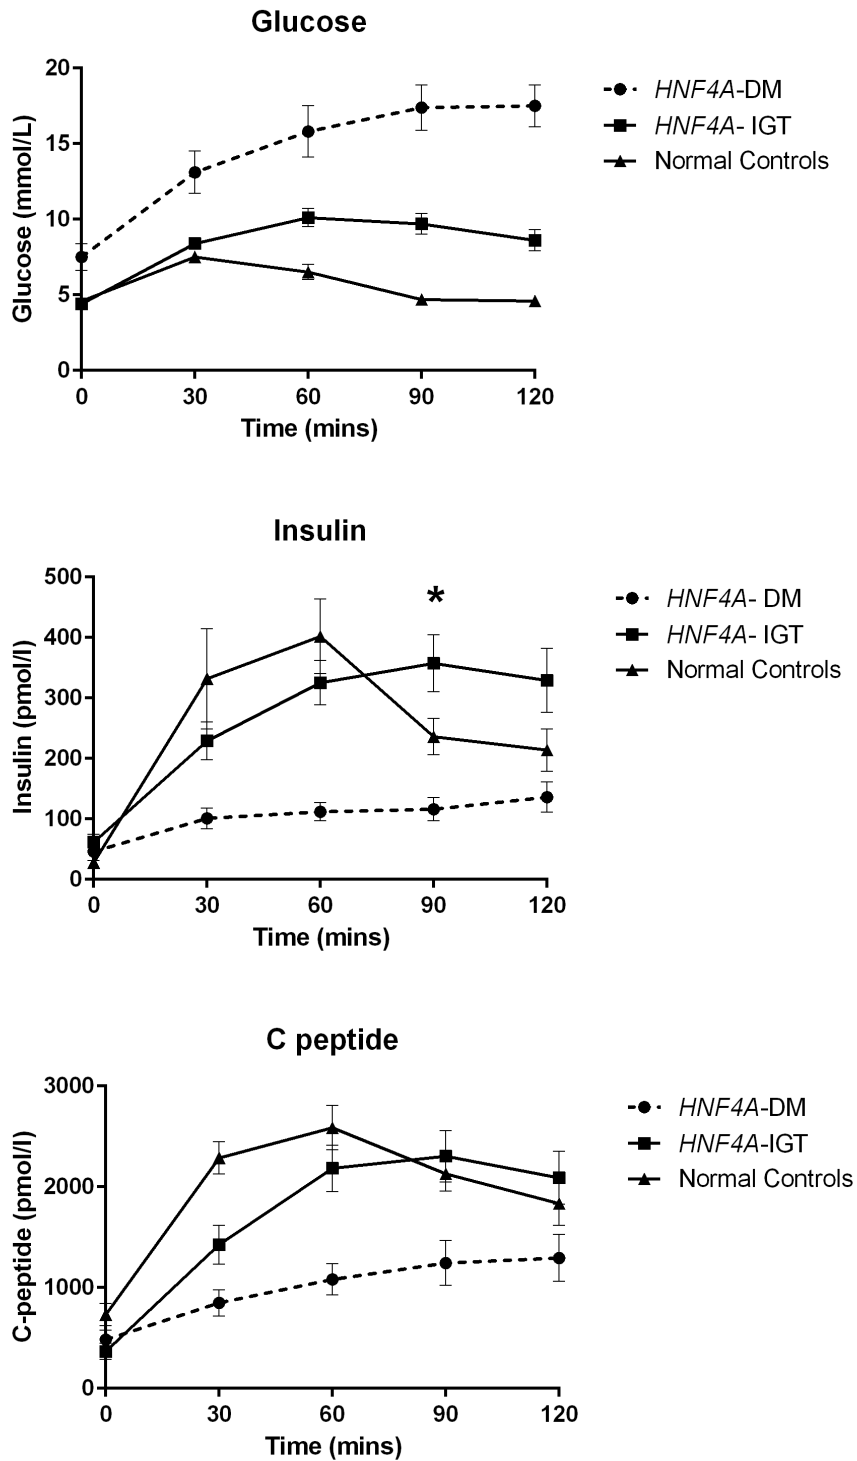 Glucose
20
15
10
5
0
Glucose (mmol/L)
0 30 60 90 120
Time (mins)
HNF4A-DM
HNF4A- IGT
Normal Controls
Insulin
500
400
300
200
100
0
Insulin (pmol/l)
*
0 30 60 90 120
Time (mins)
HNF4A- DM
HNF4A- IGT
Normal Controls
C peptide
3000
2000
1000
0
C-peptide (pmol/l)
0 30 60 90 120
Time (mins)
HNF4A-DM
HNF4A-IGT
Normal Controls